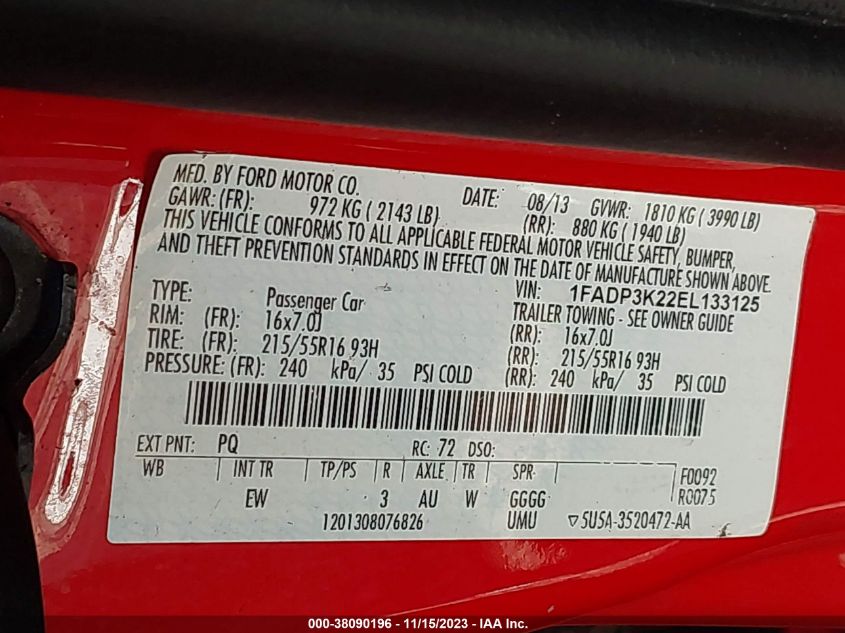 MFD. BY FORD MOTOR CO.
DATE: 08/13 GVWR: 1810 KG ( 3990 LB)
GAWR: (FR): 972 KG ( 2143 LB) (RR): 880 KG ( 1940 LB)
THIS VEHICLE CONFORMS TO ALL APPLICABLE FEDERAL MOTOR VEHICLE SAFETY, BUMPER,
AND THEFT PREVENTION STANDARDS IN EFFECT ON THE DATE OF MANUFACTURE SHOWN ABOVE.
VIN: 1FADP3K22EL133125
TYPE: Passenger Car TRAILER TOWING - SEE OWNER GUIDE
RIM: (FR): 16x7.0J (RR): 16x7.0J
TIRE: (FR): 215/55R16 93H (RR): 215/55R16 93H
PRESSURE: (FR): 240 kPa/ 35 PSI COLD (RR): 240 kPa/ 35 PSI COLD
EXT PNT: PQ RC: 72 DSO:
WB INT TR TP/PS R AXLE TR SPR F0092
EW 3 AU W GGGG R0075
1201308076826 UMU ▽5U5A-3520472-AA
000-38090196 - 11/15/2023 - IAA Inc.